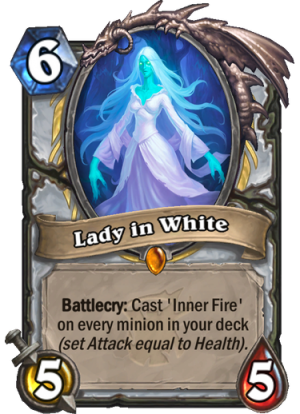 6
Lady in White
Battlecry: Cast 'Inner Fire'
on every minion in your deck
(set Attack equal to Health).
5 5